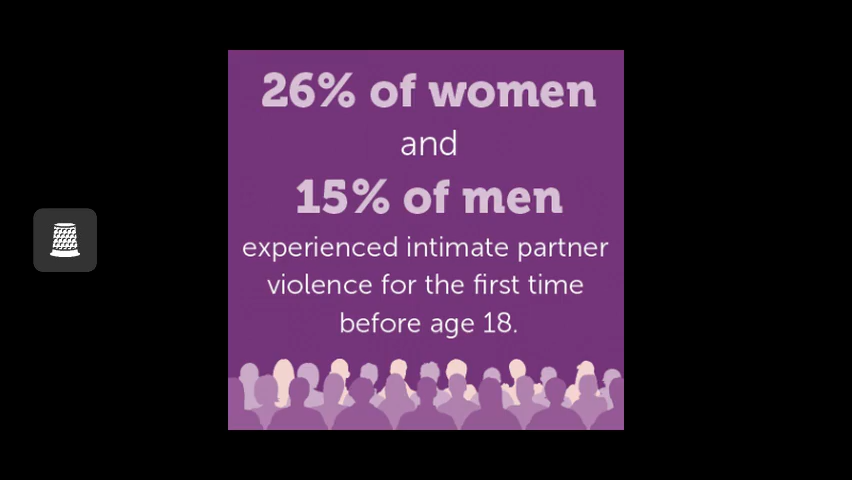 26% of women
and
15% of men
experienced intimate partner
violence for the first time
before age 18.